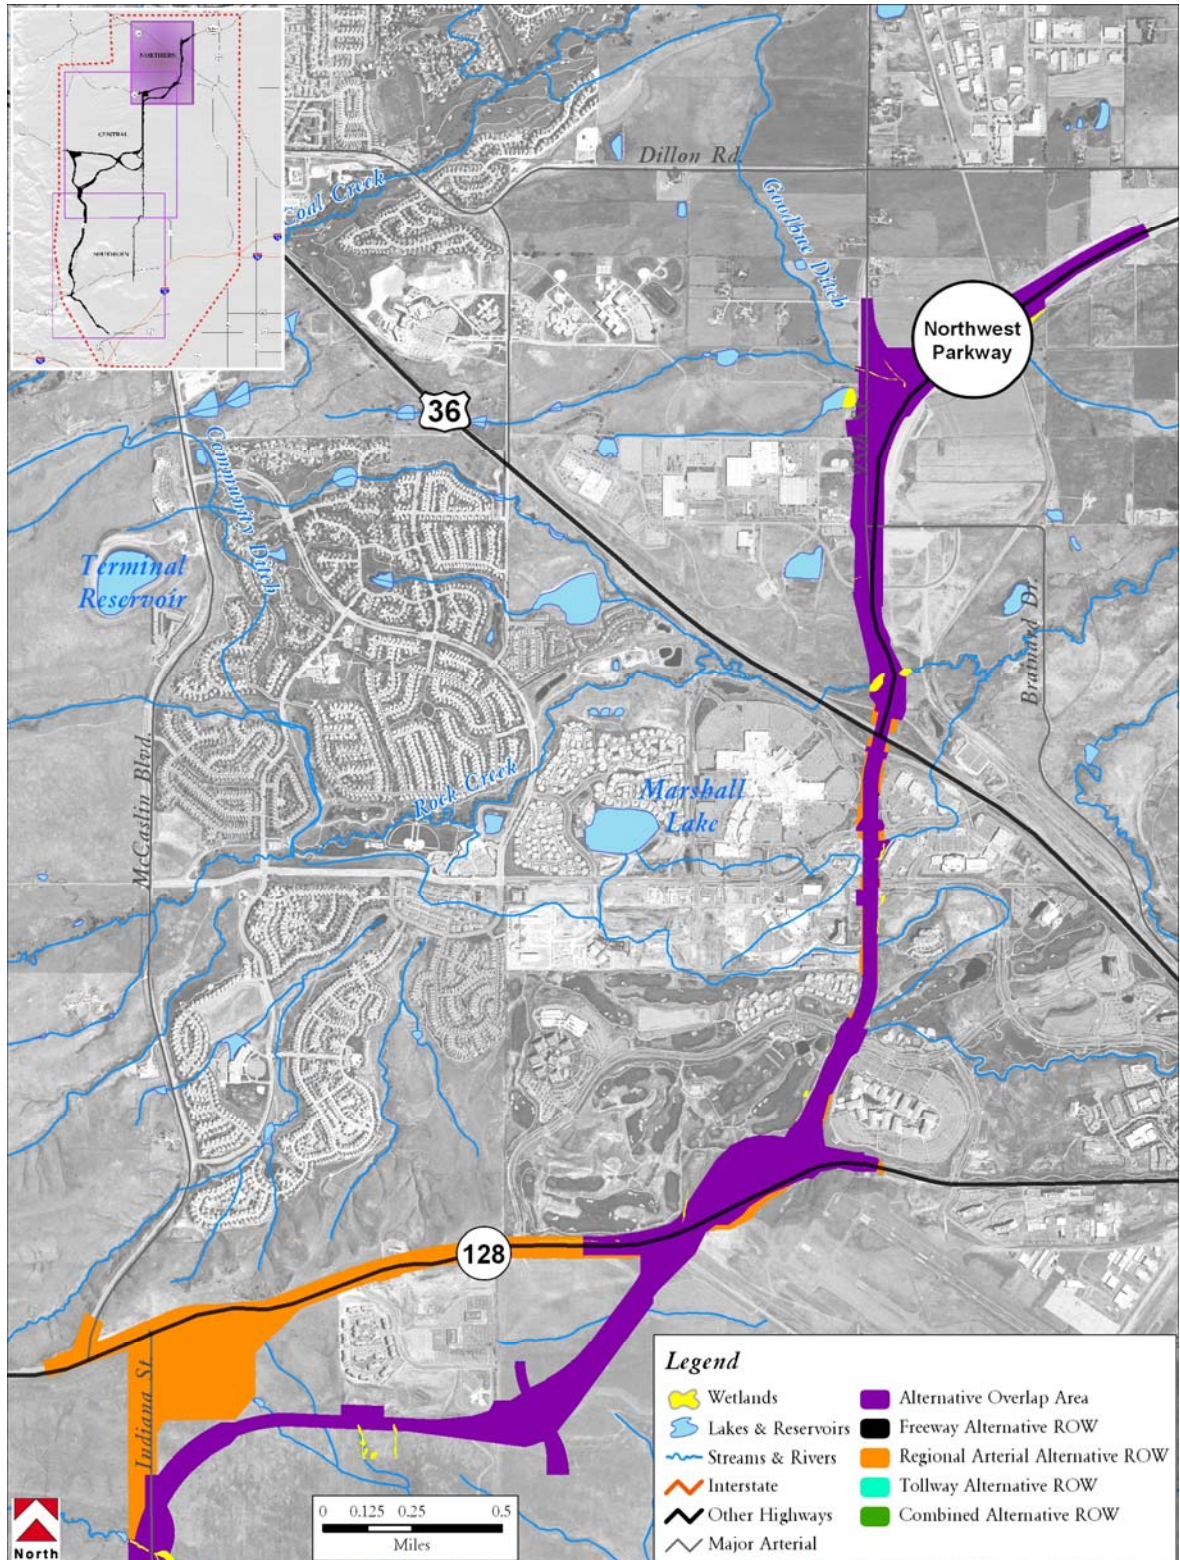 NORTHERN
CENTRAL
SOUTHERN
Dillon Rd
Coal Creek
Goodhue Ditch
Northwest
Parkway
36
Community Ditch
Terminal
Reservoir
Brainard Dr.
McCaslin Blvd
Rock Creek
Marshall
Lake
128
Indiana St
Legend
Wetlands
Lakes & Reservoirs
Streams & Rivers
Interstate
Other Highways
Major Arterial
Alternative Overlap Area
Freeway Alternative ROW
Regional Arterial Alternative ROW
Tollway Alternative ROW
Combined Alternative ROW
0 0.125 0.25 0.5
Miles
North